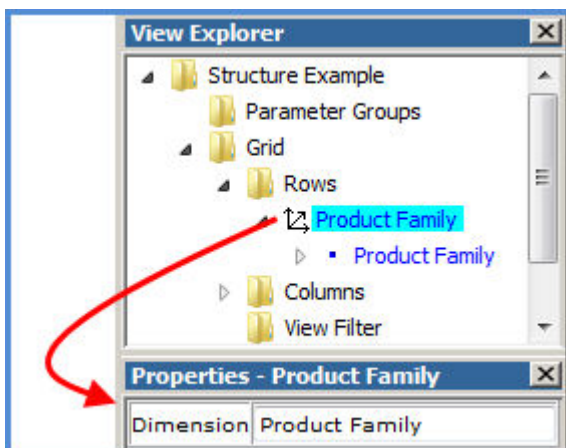 View Explorer
Structure Example
Parameter Groups
Grid
Rows
Product Family
Product Family
Columns
View Filter
Properties - Product Family
Dimension Product Family